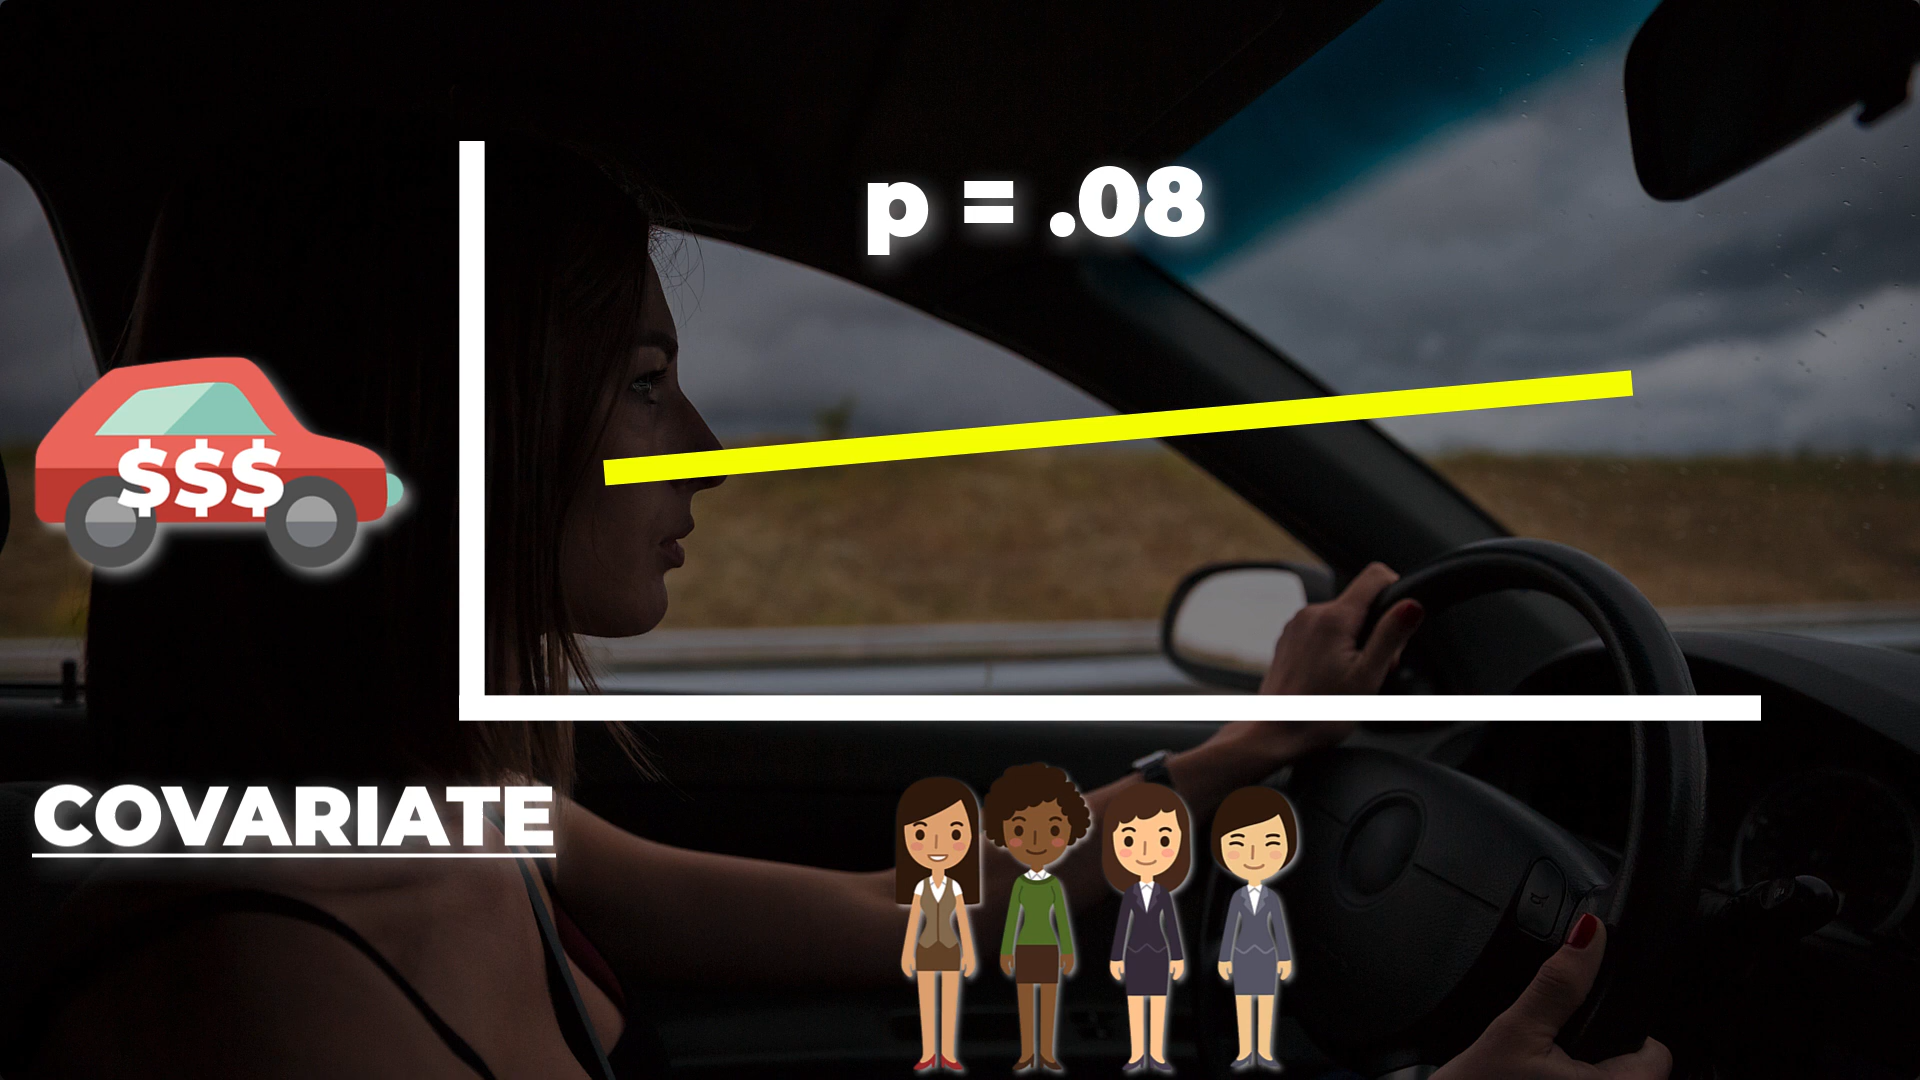 p = .08
$$$
COVARIATE